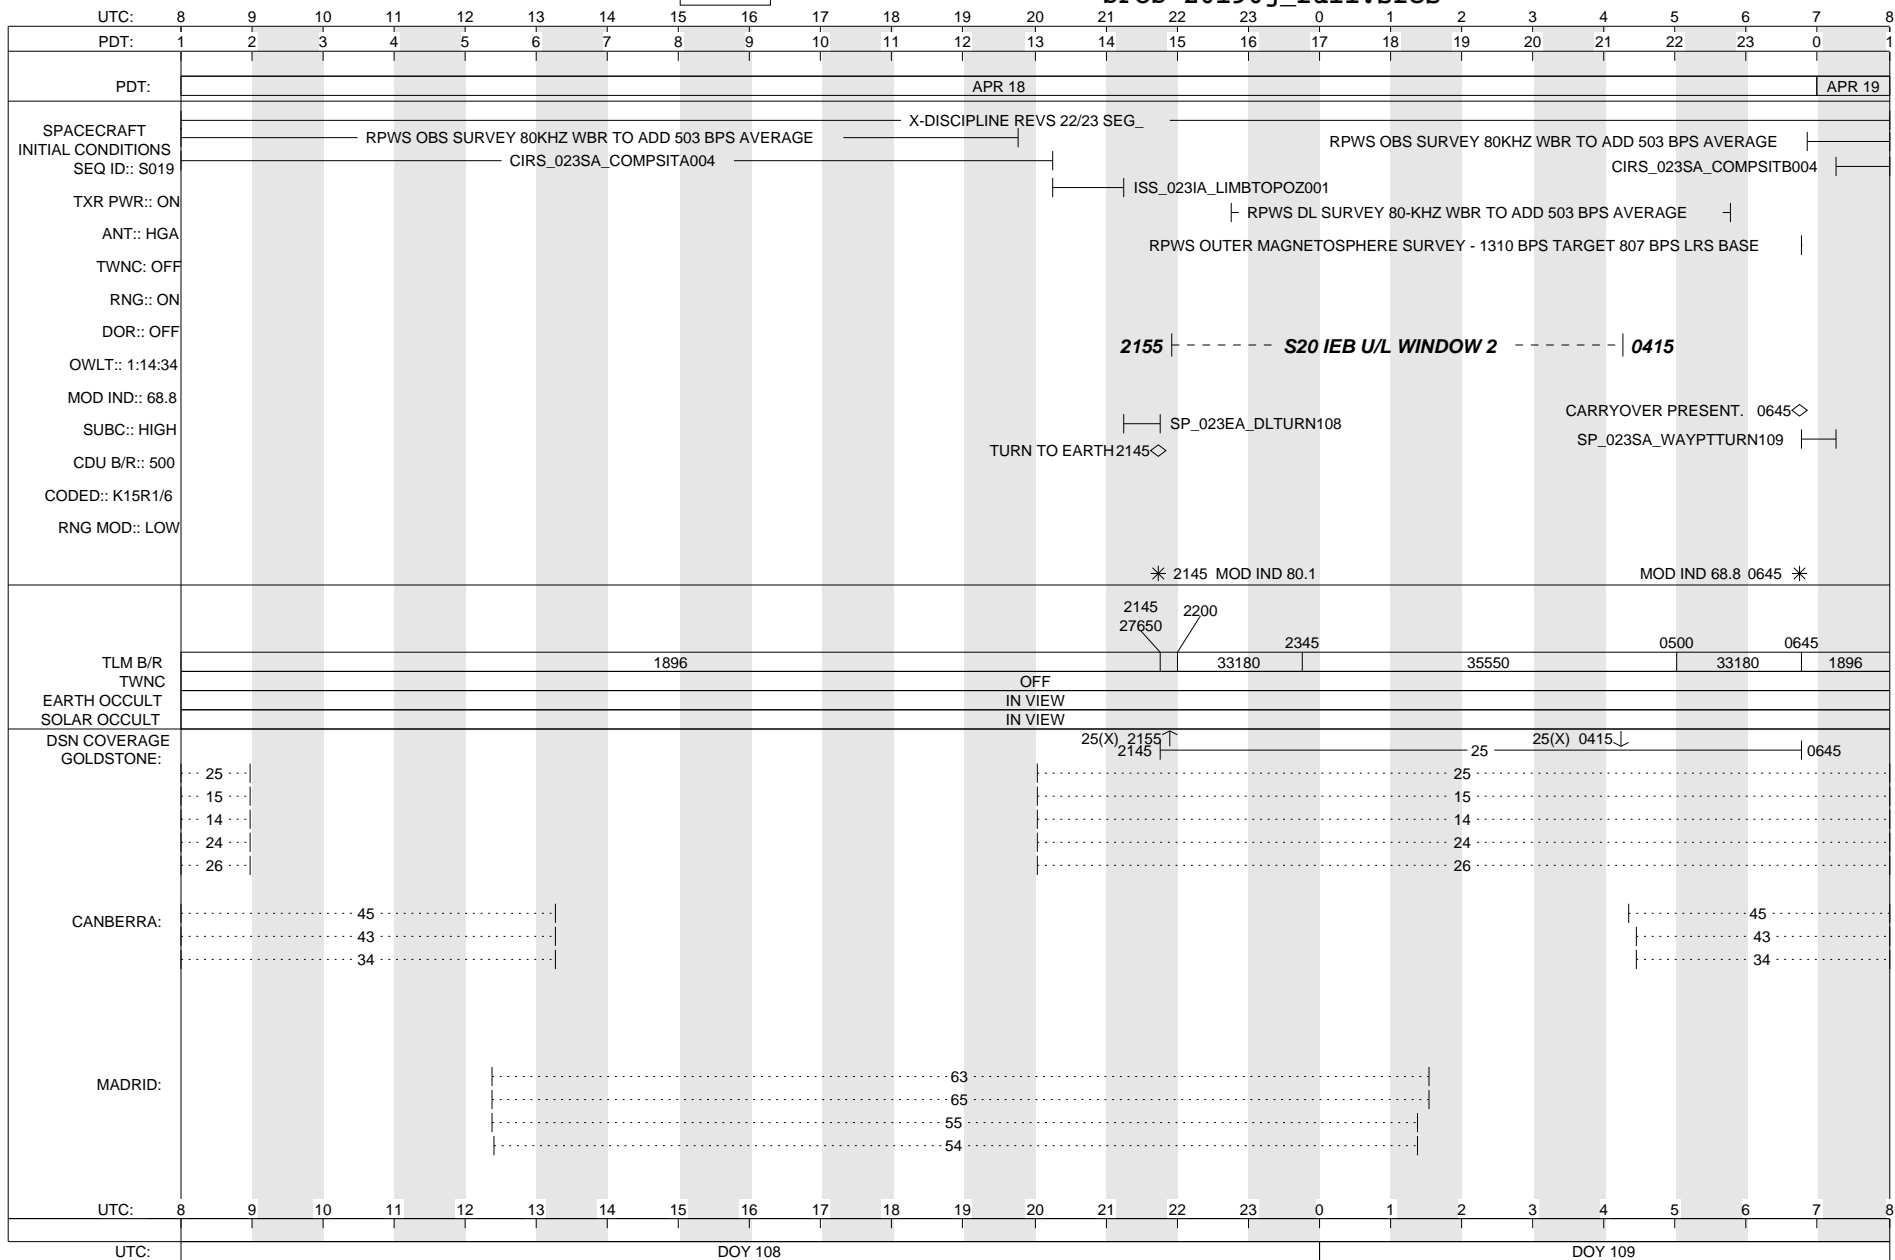 UTC: 8 9 10 11 12 13 14 15 16 17 18 19 20 21 22 23 0 1 2 3 4 5 6 7 8
PDT: 1 2 3 4 5 6 7 8 9 10 11 12 13 14 15 16 17 18 19 20 21 22 23 0 1
PDT: APR 18 APR 19
X-DISCIPLINE REVS 22/23 SEG_
SPACECRAFT
INITIAL CONDITIONS
RPWS OBS SURVEY 80KHZ WBR TO ADD 503 BPS AVERAGE
RPWS OBS SURVEY 80KHZ WBR TO ADD 503 BPS AVERAGE
SEQ ID:: S019
CIRS_023SA_COMPSITA004
CIRS_023SA_COMPSITB004
ISS_023IA_LIMBTOPOZ001
TXR PWR:: ON
RPWS DL SURVEY 80-KHZ WBR TO ADD 503 BPS AVERAGE
ANT:: HGA
RPWS OUTER MAGNETOSPHERE SURVEY - 1310 BPS TARGET 807 BPS LRS BASE
TWNC: OFF
RNG:: ON
DOR:: OFF
2155 S20 IEB U/L WINDOW 2 0415
OWLT:: 1:14:34
MOD IND:: 68.8
CARRYOVER PRESENT. 0645
SUBC:: HIGH
SP_023EA_DLTURN108
SP_023SA_WAYPTTURN109
TURN TO EARTH 2145
CDU B/R:: 500
CODED:: K15R1/6
RNG MOD:: LOW
2145 MOD IND 80.1
MOD IND 68.8 0645
2145
27650
2200
2345 0500 0645
TLM B/R 1896 33180 35550 33180 1896
TWNC OFF
EARTH OCCULT IN VIEW
SOLAR OCCULT IN VIEW
DSN COVERAGE
25(X) 2155 25(X) 0415
GOLDSTONE: 2145 25 0645
25 25
15 15
14 14
24 24
26 26
CANBERRA:
45 45
43 43
34 34
MADRID:
63
65
55
54
UTC: 8 9 10 11 12 13 14 15 16 17 18 19 20 21 22 23 0 1 2 3 4 5 6 7 8
UTC: DOY 108 DOY 109